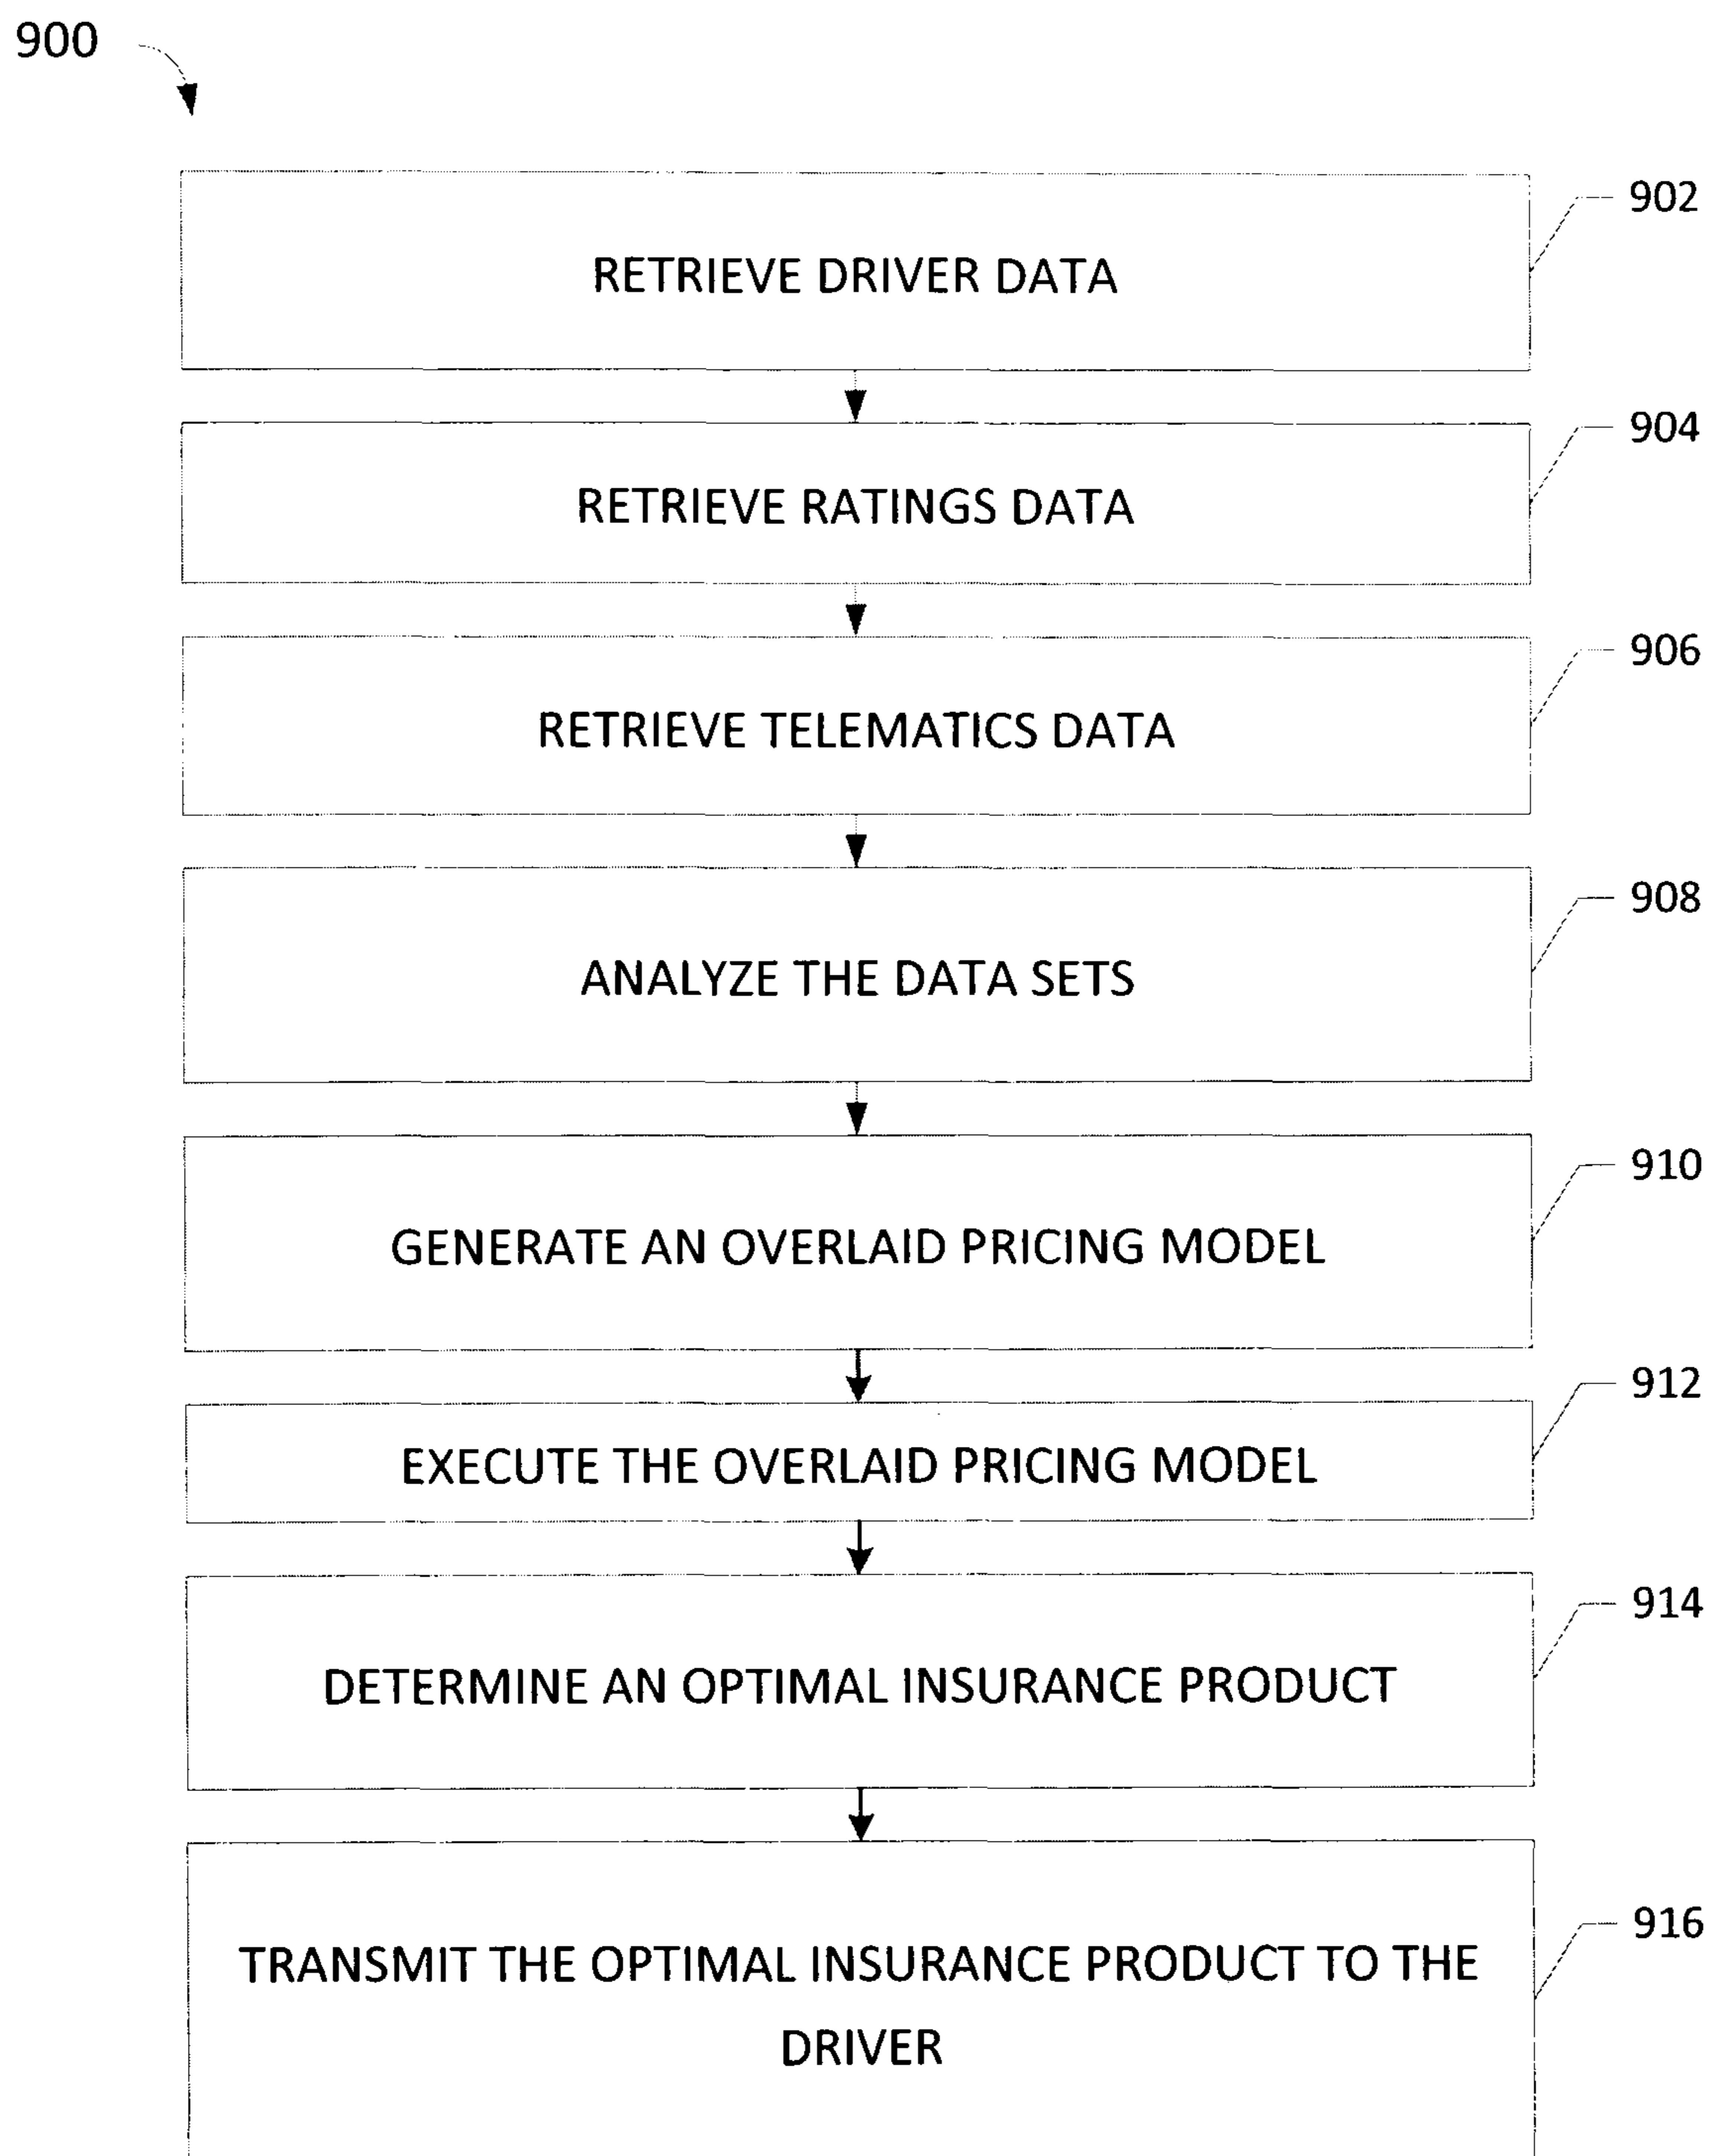 900
902
RETRIEVE DRIVER DATA
904
RETRIEVE RATINGS DATA
906
RETRIEVE TELEMATICS DATA
908
ANALYZE THE DATA SETS
910
GENERATE AN OVERLAID PRICING MODEL
912
EXECUTE THE OVERLAID PRICING MODEL
914
DETERMINE AN OPTIMAL INSURANCE PRODUCT
916
TRANSMIT THE OPTIMAL INSURANCE PRODUCT TO THE
DRIVER